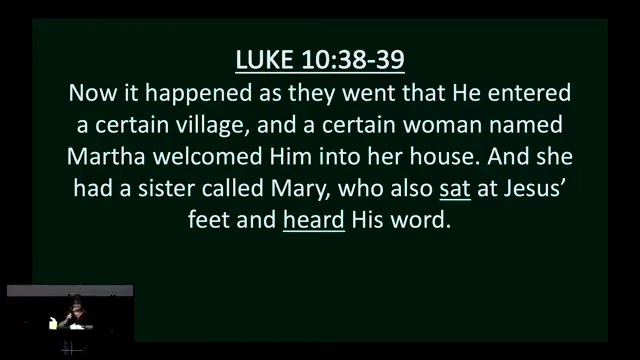 LUKE 10:38-39
Now it happened as they went that He entered
a certain village, and a certain woman named
Martha welcomed Him into her house. And she
had a sister called Mary, who also sat at Jesus’
feet and heard His word.